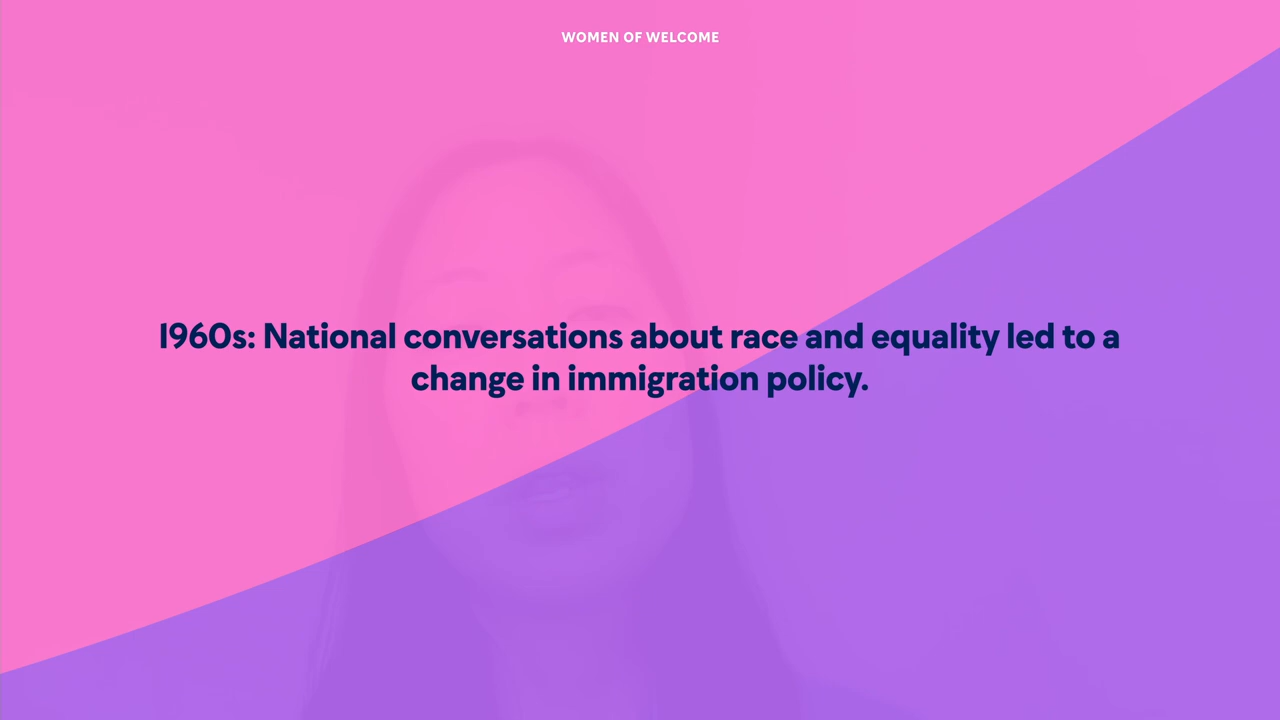 WOMEN OF WELCOME
1960s: National conversations about race and equality led to a
change in immigration policy.